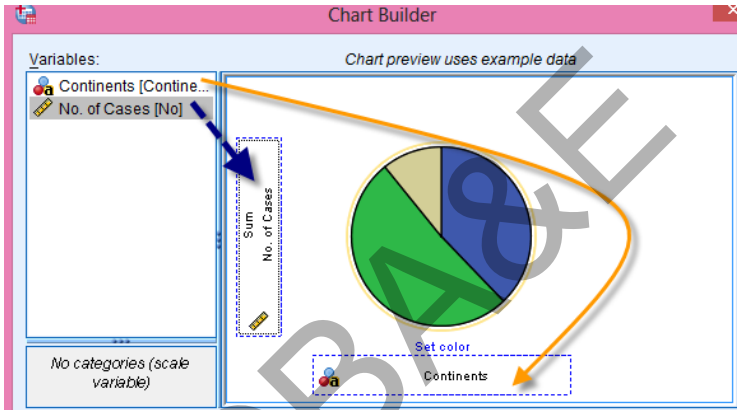 Chart Builder
Variables:
Chart preview uses example data
Continents [Contine...
No. of Cases [No]
Sum
No. of Cases
Set color
Continents
No categories (scale
variable)
BA&E